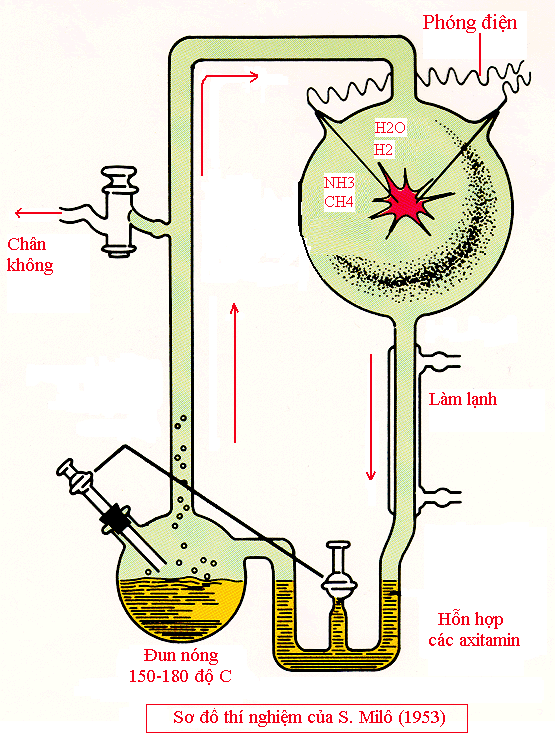 Phóng điện
H2O
H2
NH3
CH4
Chân
không
Làm lạnh
Hỗn hợp
các axitamin
Đun nóng
150-180 độ C
Sơ đồ thí nghiệm của S. Milô (1953)